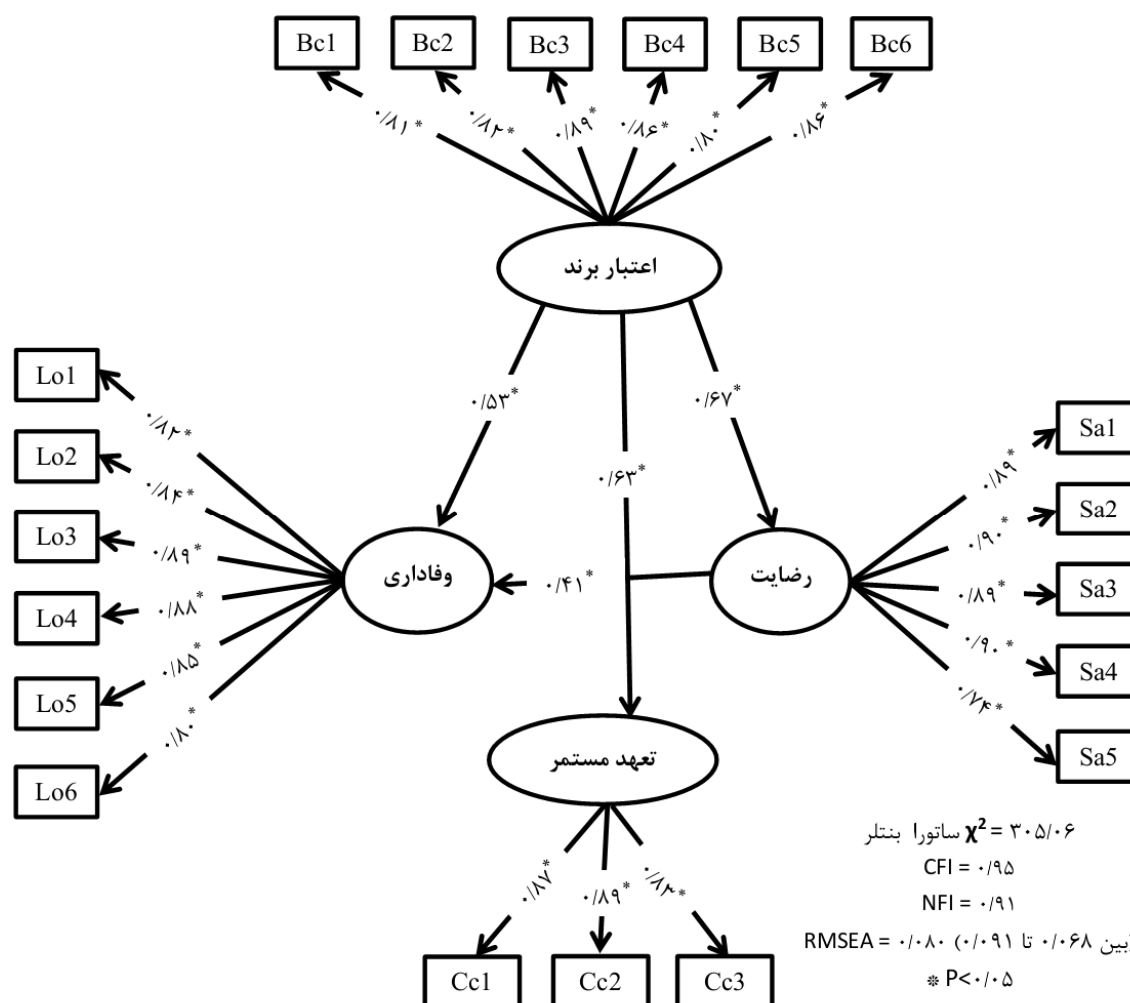 Bc1 Bc2 Bc3 Bc4 Bc5 Bc6
۰/۸۱* ۰/۸۲* ۰/۸۹* ۰/۸۶* ۰/۸۰* ۰/۸۶*
اعتبار برند
۰/۵۳* ۰/۶۳* ۰/۶۷*
Lo1
Lo2
Lo3
Lo4
Lo5
Lo6
۰/۸۲*
۰/۸۴*
۰/۸۹*
۰/۸۸*
۰/۸۵*
۰/۸۰*
وفاداری
۰/۴۱*
رضایت
۰/۸۹*
۰/۹۰*
۰/۸۹*
۰/۹۰*
۰/۷۴*
Sa1
Sa2
Sa3
Sa4
Sa5
تعهد مستمر
۰/۸۷* ۰/۸۹* ۰/۸۴*
Cc1 Cc2 Cc3
χ² = ۳۰۵/۰۶ ساتورا بنتلر
CFI = ۰/۹۵
NFI = ۰/۹۱
RMSEA = ۰/۰۸۰ (بین ۰/۰۶۸ تا ۰/۰۹۱)
* P<۰/۰۵